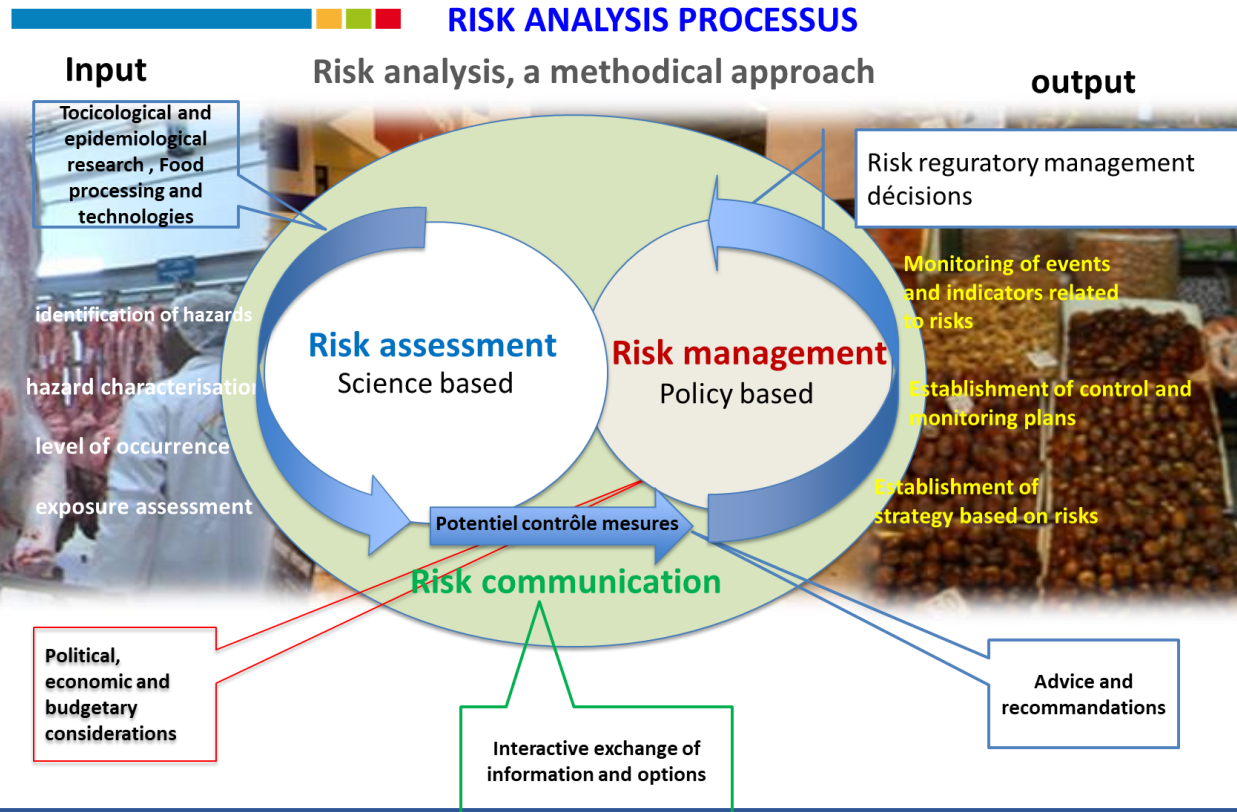 RISK ANALYSIS PROCESSUS
Input
Risk analysis, a methodical approach
output
Tocicological and
epidemiological
research , Food
processing and
technologies
Risk reguratory management
décisions
identification of hazards
hazard characterisation
level of occurrence
exposure assessment
Risk assessment
Science based
Risk management
Policy based
Monitoring of events
and indicators related
to risks
Establishment of control and
monitoring plans
Establishment of
strategy based on risks
Potentiel contrôle mesures
Risk communication
Political,
economic and
budgetary
considerations
Interactive exchange of
information and options
Advice and
recommandations